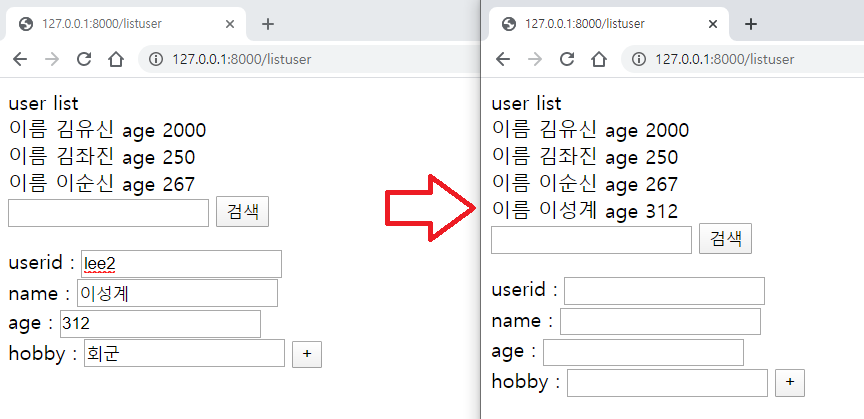 127.0.0.1:8000/listuser
127.0.0.1:8000/listuser
user list
이름 김유신 age 2000
이름 김좌진 age 250
이름 이순신 age 267
검색
userid : lee2
name : 이성계
age : 312
hobby : 회군 +
127.0.0.1:8000/listuser
127.0.0.1:8000/listuser
user list
이름 김유신 age 2000
이름 김좌진 age 250
이름 이순신 age 267
이름 이성계 age 312
검색
userid :
name :
age :
hobby : +